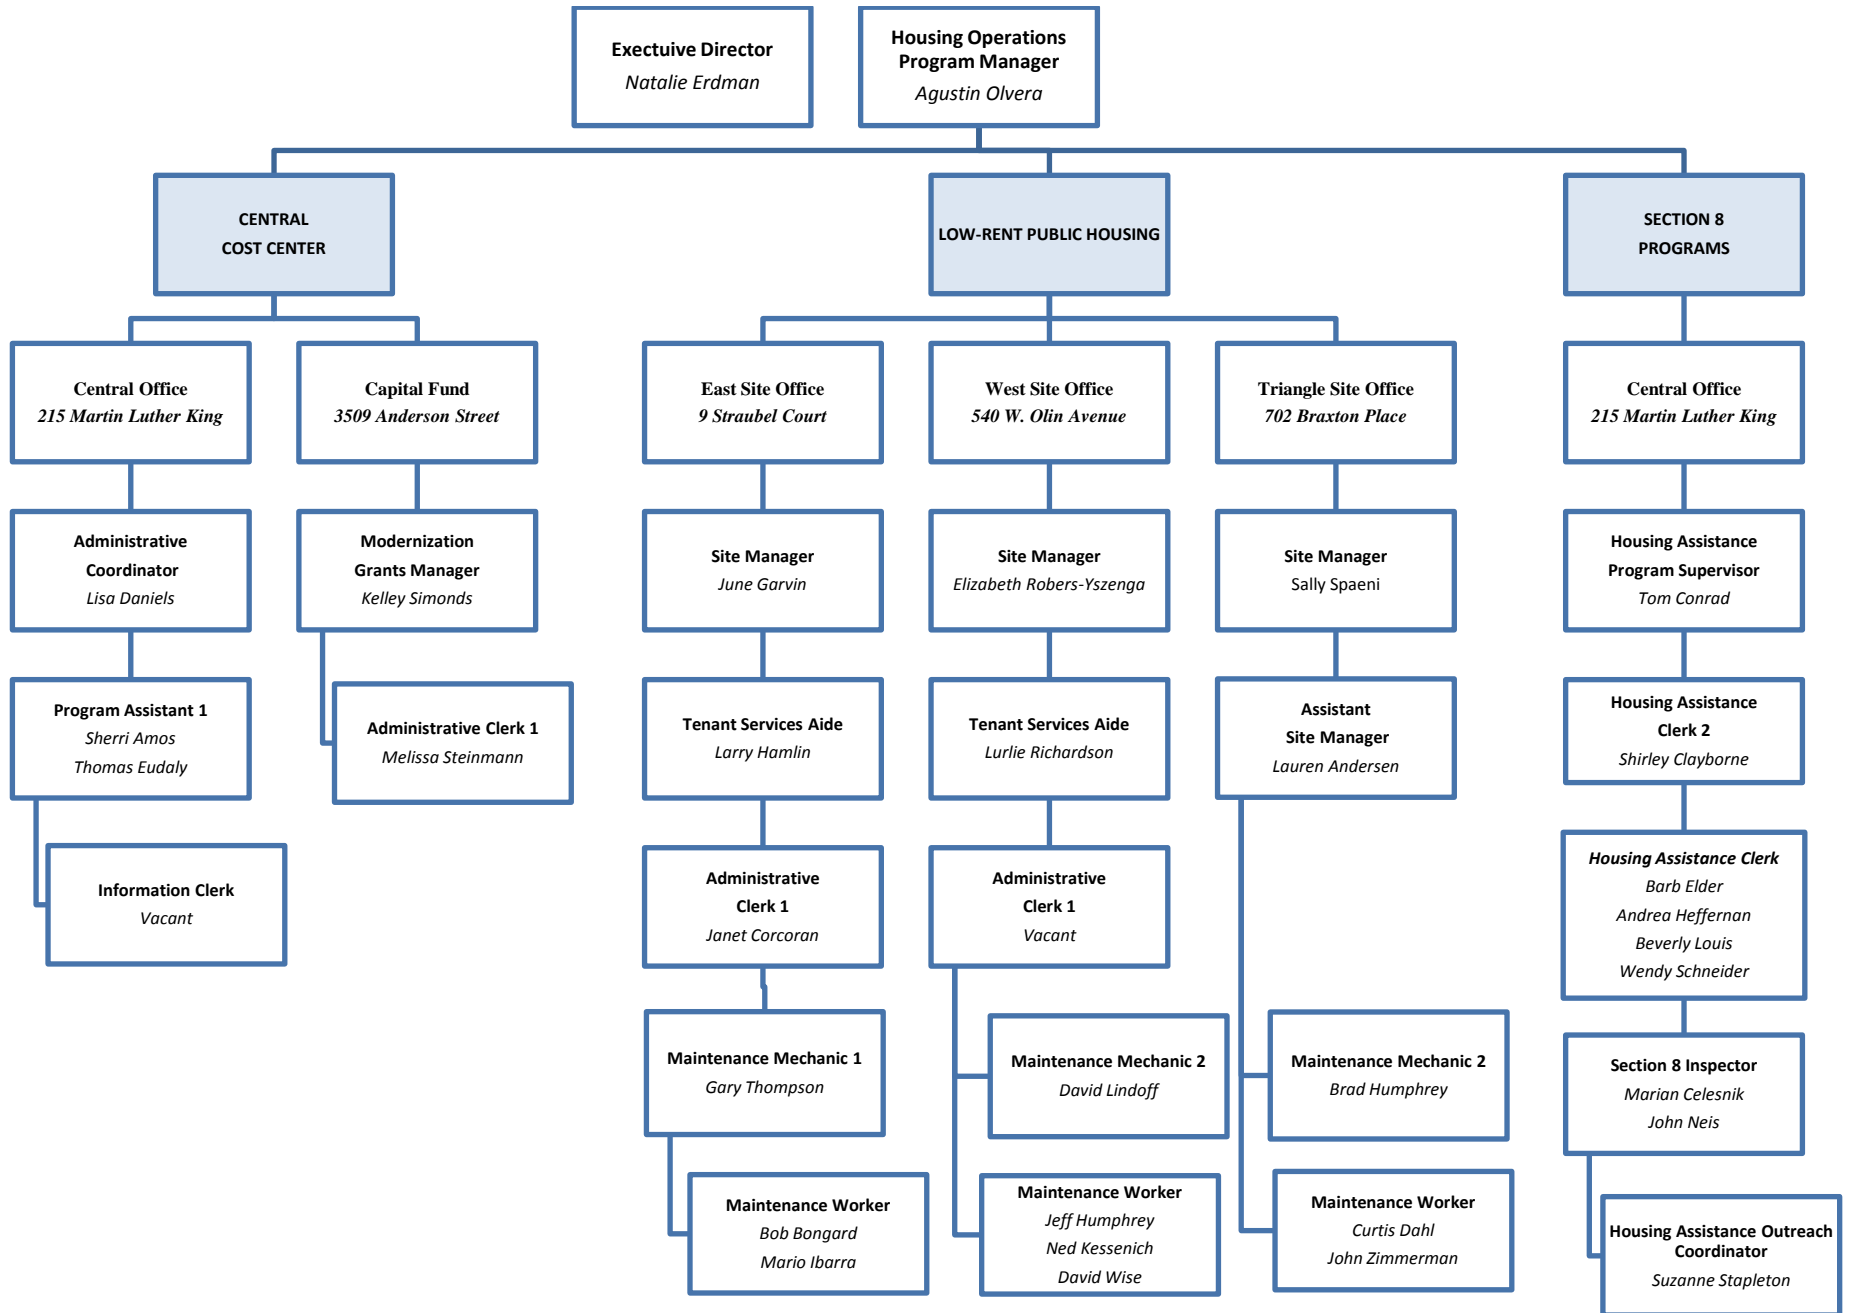 Exectuive Director
Natalie Erdman
Housing Operations
Program Manager
Agustin Olvera
CENTRAL
COST CENTER
LOW-RENT PUBLIC HOUSING
SECTION 8
PROGRAMS
Central Office
215 Martin Luther King
Capital Fund
3509 Anderson Street
East Site Office
9 Straubel Court
West Site Office
540 W. Olin Avenue
Triangle Site Office
702 Braxton Place
Central Office
215 Martin Luther King
Administrative
Coordinator
Lisa Daniels
Modernization
Grants Manager
Kelley Simonds
Site Manager
June Garvin
Site Manager
Elizabeth Robers-Yszenga
Site Manager
Sally Spaeni
Housing Assistance
Program Supervisor
Tom Conrad
Program Assistant 1
Sherri Amos
Thomas Eudaly
Administrative Clerk 1
Melissa Steinmann
Tenant Services Aide
Larry Hamlin
Tenant Services Aide
Lurlie Richardson
Assistant
Site Manager
Lauren Andersen
Housing Assistance
Clerk 2
Shirley Clayborne
Information Clerk
Vacant
Administrative
Clerk 1
Janet Corcoran
Administrative
Clerk 1
Vacant
Housing Assistance Clerk
Barb Elder
Andrea Heffernan
Beverly Louis
Wendy Schneider
Maintenance Mechanic 1
Gary Thompson
Maintenance Mechanic 2
David Lindoff
Maintenance Mechanic 2
Brad Humphrey
Section 8 Inspector
Marian Celesnik
John Neis
Maintenance Worker
Bob Bongard
Mario Ibarra
Maintenance Worker
Jeff Humphrey
Ned Kessenich
David Wise
Maintenance Worker
Curtis Dahl
John Zimmerman
Housing Assistance Outreach
Coordinator
Suzanne Stapleton